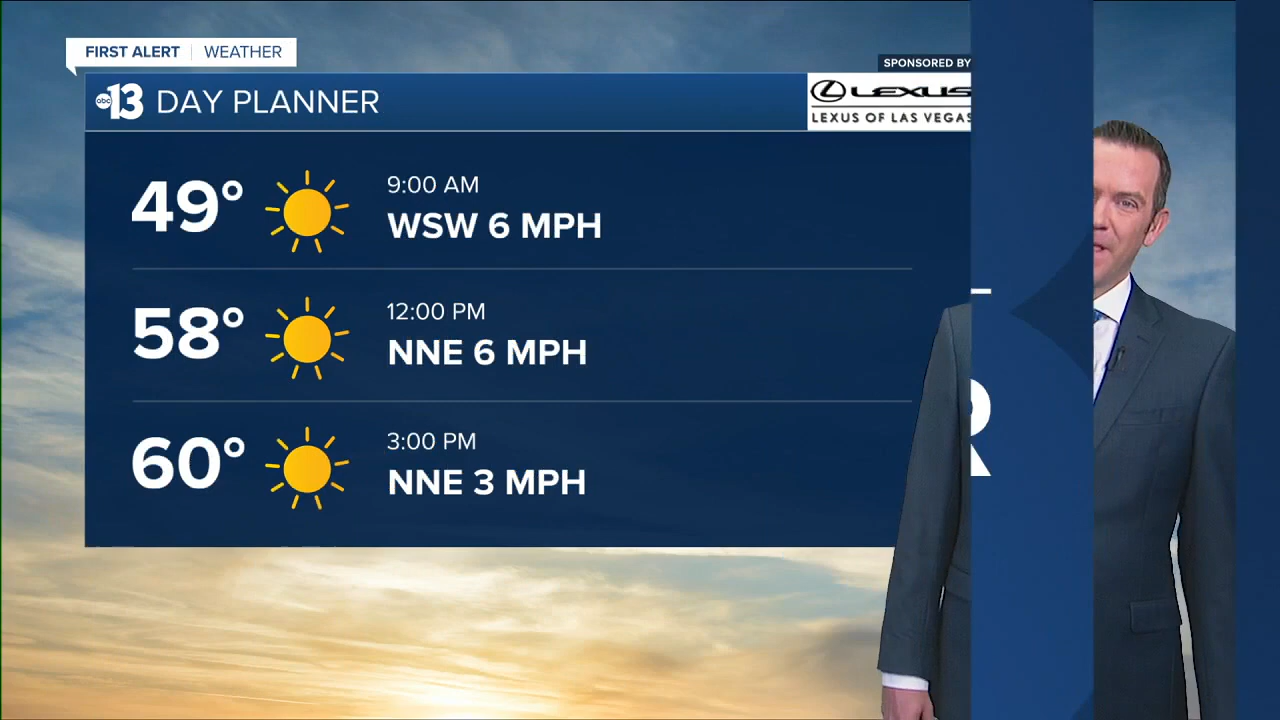 FIRST ALERT WEATHER
SPONSORED BY
abc 13 DAY PLANNER
LEXUS
LEXUS OF LAS VEGAS
49° 9:00 AM
WSW 6 MPH
58° 12:00 PM
NNE 6 MPH
60° 3:00 PM
NNE 3 MPH
R